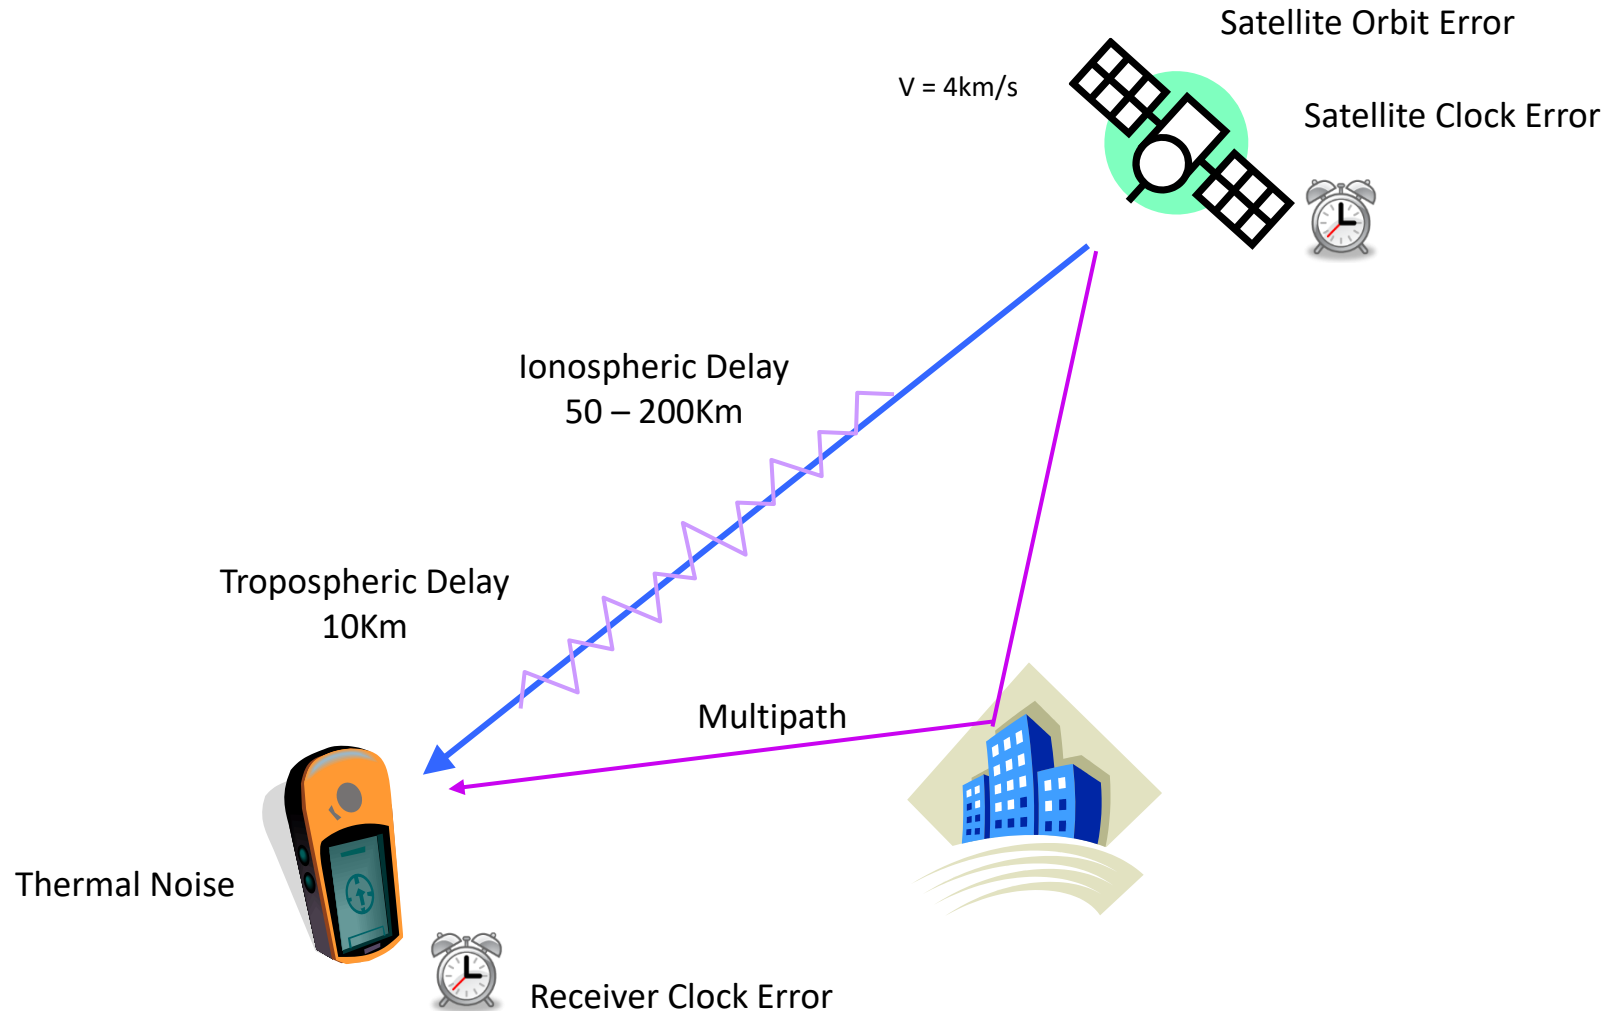 Satellite Orbit Error
V = 4km/s
Satellite Clock Error
Ionospheric Delay
50 – 200Km
Tropospheric Delay
10Km
Multipath
Thermal Noise
Receiver Clock Error